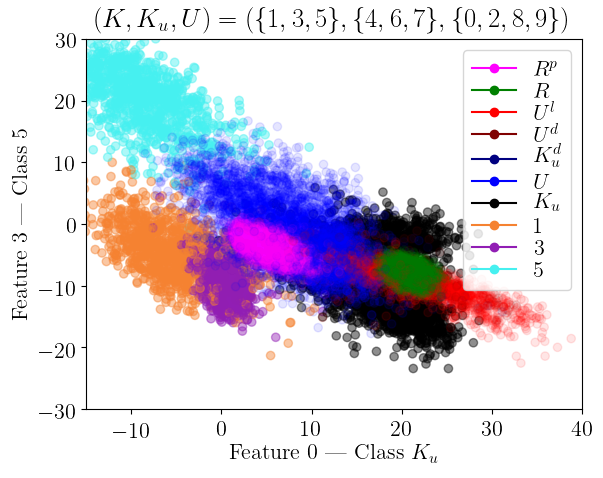 (K, K_u, U) = ({1, 3, 5}, {4, 6, 7}, {0, 2, 8, 9})
30
20
10
0
−10
−20
−30
Feature 3 — Class 5
R^p
R
U^l
U^d
K_u^d
U
K_u
1
3
5
−10
0
10
20
30
40
Feature 0 — Class K_u